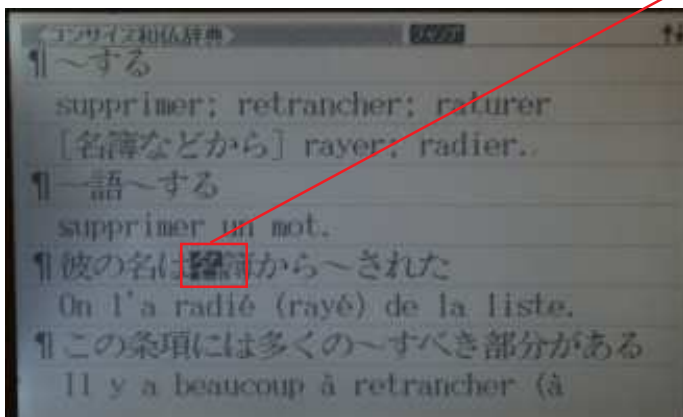 コンサイス和仏辞典
¶~する
supprimer; retrancher; raturer
[名簿などから] rayer; radier.
¶一語~する
supprimer un mot.
¶彼の名は名簿から~された
On l'a radié (rayé) de la liste.
¶この条項には多くの~すべき部分がある
Il y a beaucoup à retrancher (à